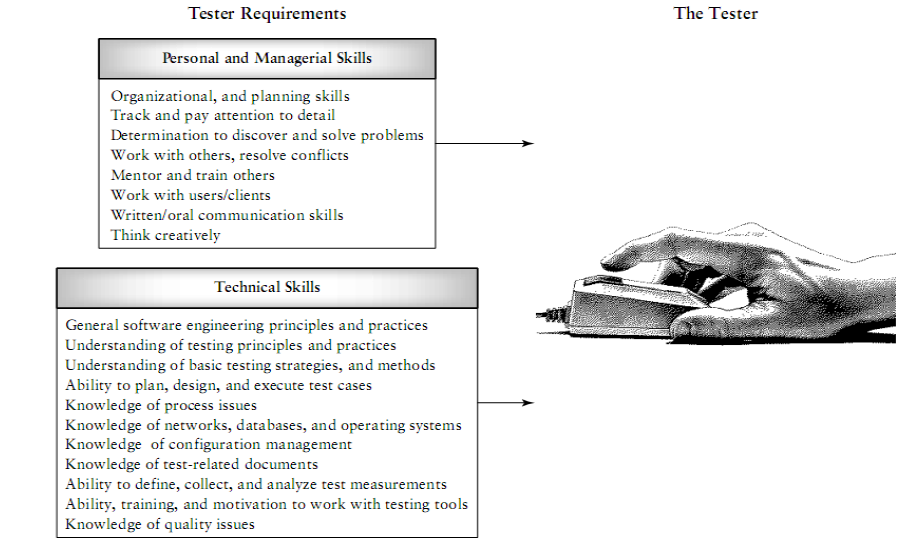 Tester Requirements
The Tester
Personal and Managerial Skills
Organizational, and planning skills
Track and pay attention to detail
Determination to discover and solve problems
Work with others, resolve conflicts
Mentor and train others
Work with users/clients
Written/oral communication skills
Think creatively
Technical Skills
General software engineering principles and practices
Understanding of testing principles and practices
Understanding of basic testing strategies, and methods
Ability to plan, design, and execute test cases
Knowledge of process issues
Knowledge of networks, databases, and operating systems
Knowledge of configuration management
Knowledge of test-related documents
Ability to define, collect, and analyze test measurements
Ability, training, and motivation to work with testing tools
Knowledge of quality issues